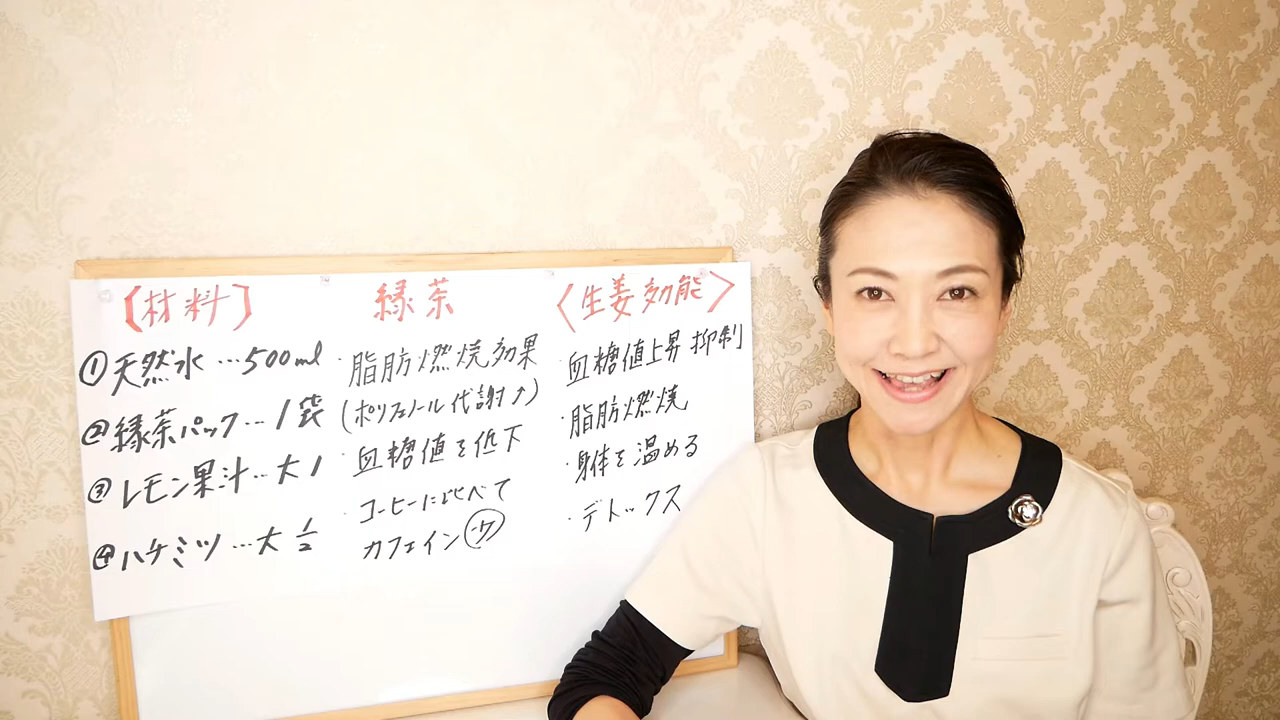 〔材料〕
①天然水…500ml
②緑茶パック…1袋
③レモン果汁…大1
④ハチミツ…大1/2
緑茶
・脂肪燃焼効果
(ポリフェノール代謝↑)
・血糖値を低下
・コーヒーに比べて
カフェイン少
〈生姜効能〉
・血糖値上昇抑制
・脂肪燃焼
・身体を温める
・デトックス